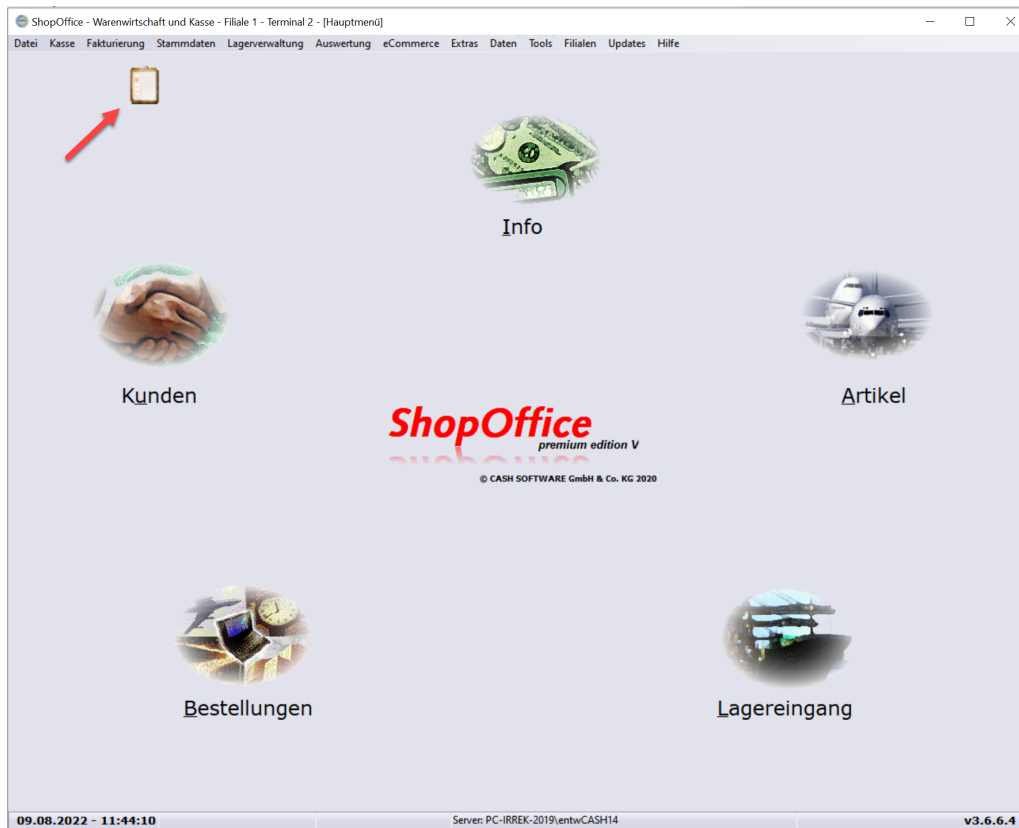 ShopOffice - Warenwirtschaft und Kasse - Filiale 1 - Terminal 2 - [Hauptmenü]
Datei Kasse Fakturierung Stammdaten Lagerverwaltung Auswertung eCommerce Extras Daten Tools Filialen Updates Hilfe
Info
Kunden
Artikel
ShopOffice
premium edition V
© CASH SOFTWARE GmbH & Co. KG 2020
Bestellungen
Lagereingang
09.08.2022 - 11:44:10 Server: PC-IRREK-2019\entwCASH14 v3.6.6.4